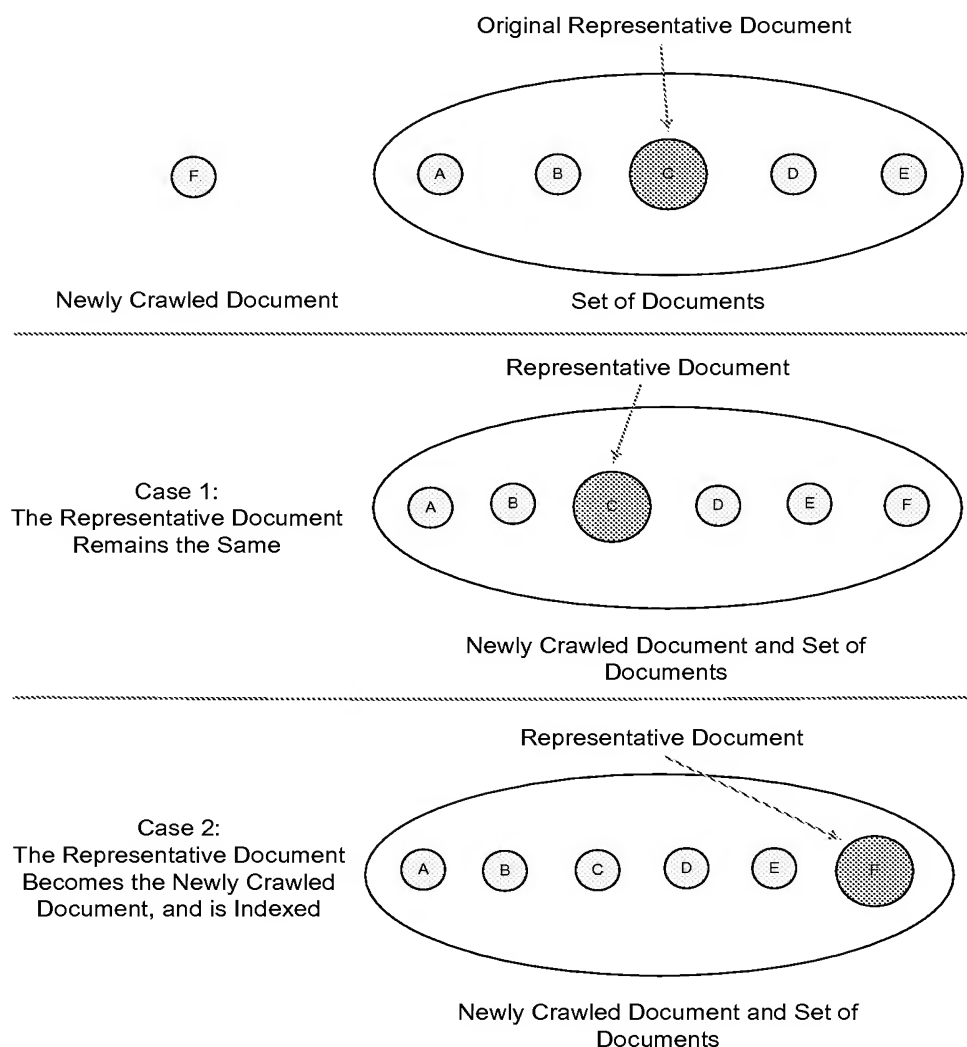 Original Representative Document
F
A B C D E
Newly Crawled Document
Set of Documents
Representative Document
Case 1:
The Representative Document
Remains the Same
A B C D E F
Newly Crawled Document and Set of
Documents
Representative Document
Case 2:
The Representative Document
Becomes the Newly Crawled
Document, and is Indexed
A B C D E F
Newly Crawled Document and Set of
Documents